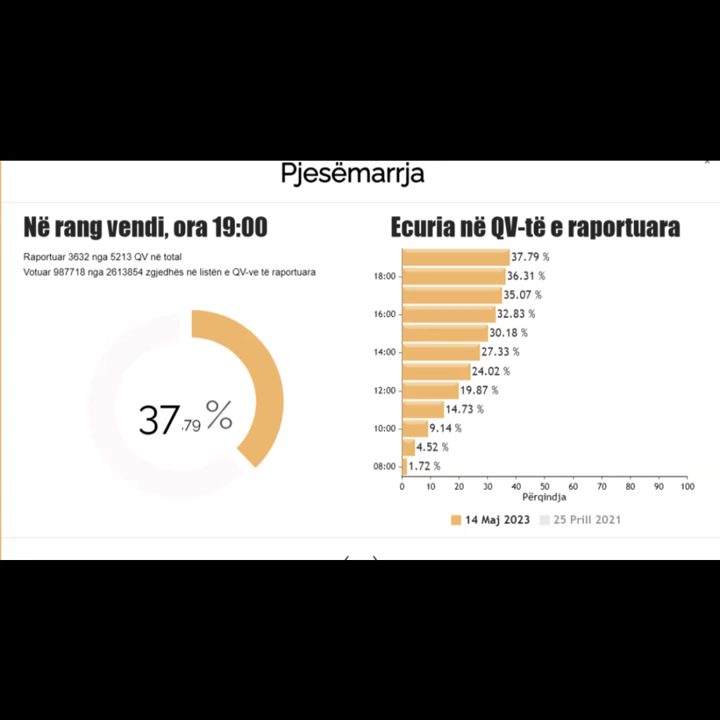 Pjesëmarrja
Në rang vendi, ora 19:00
Raportuar 3632 nga 5213 QV në total
Votuar 987718 nga 2613854 zgjedhës në listën e QV-ve të raportuara
37.79 %
Ecuria në QV-të e raportuara
37.79 %
18:00
36.31 %
35.07 %
16:00
32.83 %
30.18 %
14:00
27.33 %
24.02 %
12:00
19.87 %
14.73 %
10:00
9.14 %
4.52 %
08:00
1.72 %
0 10 20 30 40 50 60 70 80 90 100
Përqindja
14 Maj 2023 25 Prill 2021